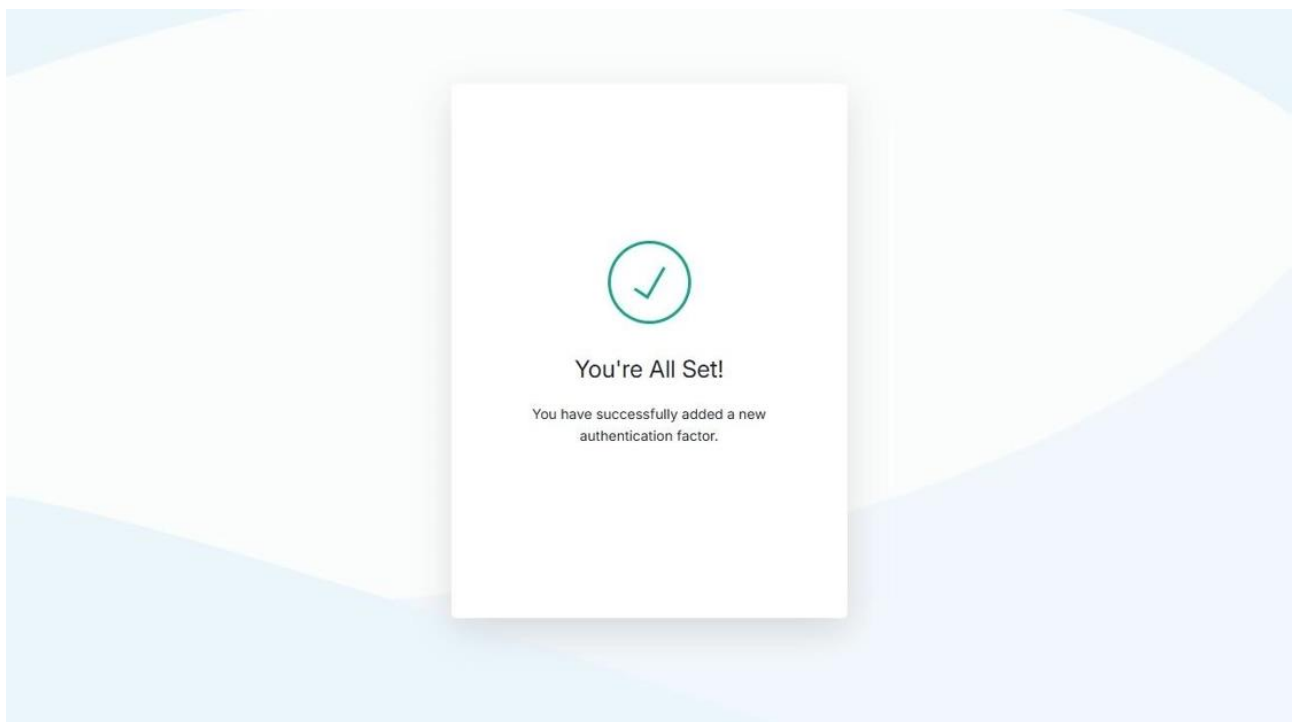 You're All Set!
You have successfully added a new
authentication factor.